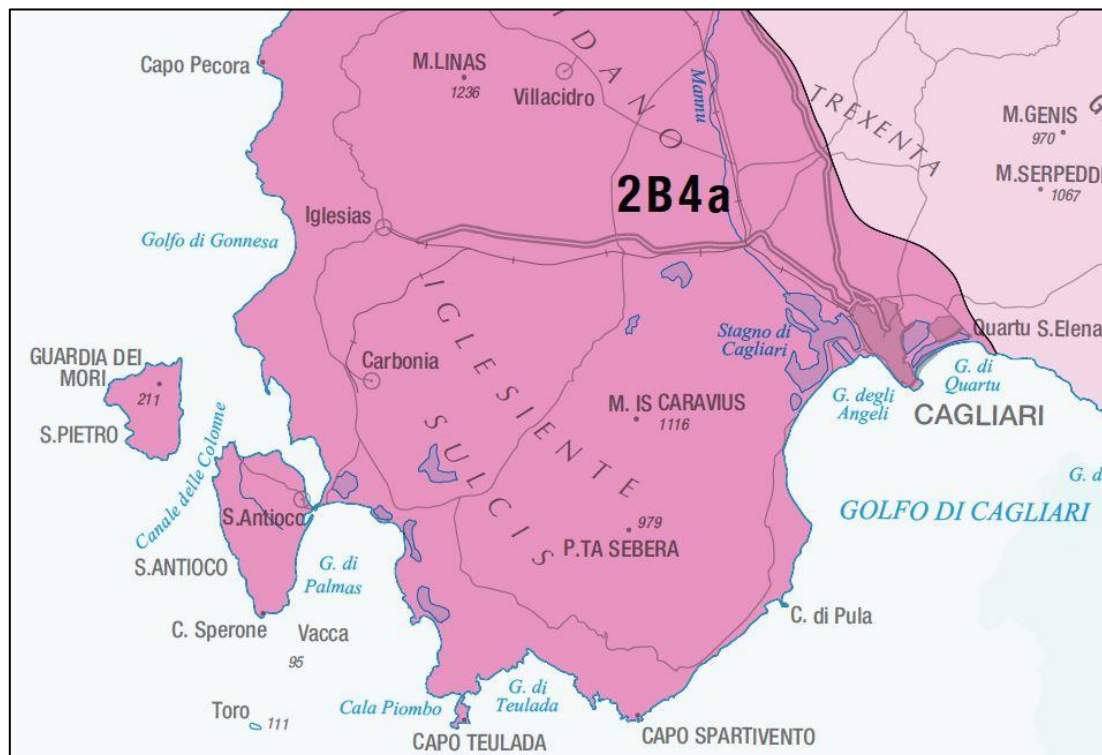 Capo Pecora
M.LINAS
1236
Villacidro
IDANO
Mannu
TREXENTA
M.GENIS
970
M.SERPEDDI
1067
G
2B4a
Iglesias
Golfo di Gonnesa
IGLESIENTE
SULCIS
Stagno di
Cagliari
Quartu S.Elena
GUARDIA DEI
MORI
211
S.PIETRO
Carbonia
M. IS CARAVIUS
1116
G. degli
Angeli
G. di
Quartu
CAGLIARI
Canale delle Colonne
S.Antioco
S.ANTIOCO
G. di
Palmas
979
P.TA SEBERA
GOLFO DI CAGLIARI
G. d
C. Sperone
Vacca
95
C. di Pula
Toro
111
Cala Piombo
G. di
Teulada
CAPO TEULADA
CAPO SPARTIVENTO